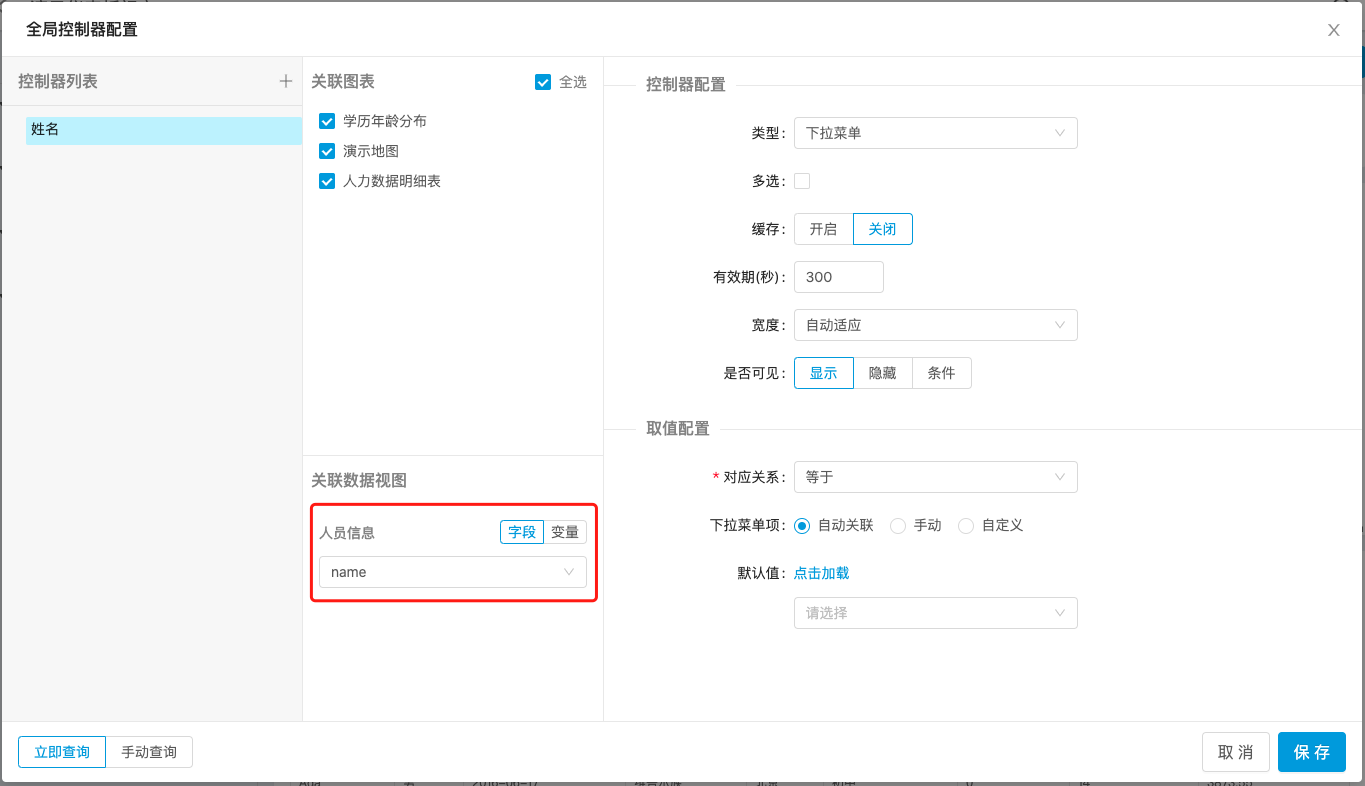 全局控制器配置
控制器列表
姓名
关联图表
全选
学历年龄分布
演示地图
人力数据明细表
关联数据视图
人员信息
字段 变量
name
控制器配置
类型: 下拉菜单
多选:
缓存: 开启 关闭
有效期(秒): 300
宽度: 自动适应
是否可见: 显示 隐藏 条件
取值配置
* 对应关系: 等于
下拉菜单项: 自动关联 手动 自定义
默认值: 点击加载
请选择
立即查询 手动查询
取消 保存